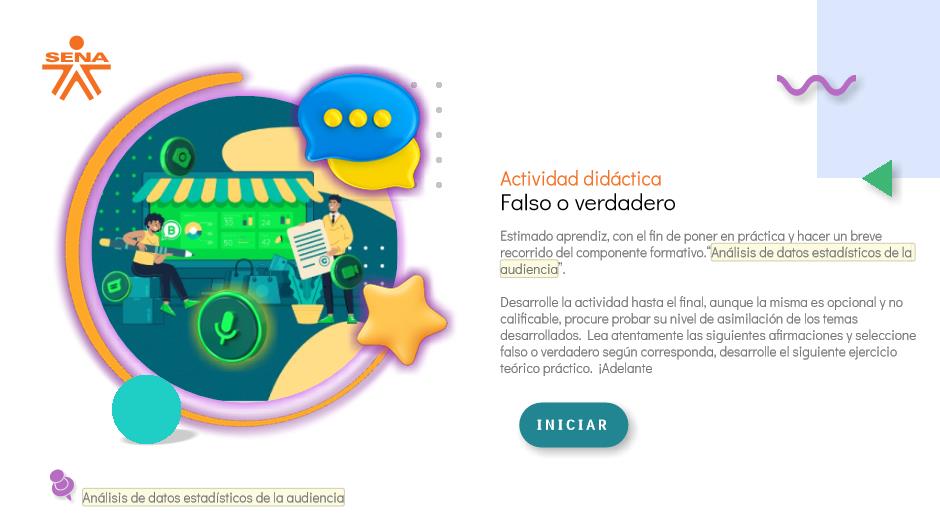 SENA
Actividad didáctica
Falso o verdadero
Estimado aprendiz, con el fin de poner en práctica y hacer un breve
recorrido del componente formativo.“Análisis de datos estadísticos de la
audiencia”.
Desarrolle la actividad hasta el final, aunque la misma es opcional y no
calificable, procure probar su nivel de asimilación de los temas
desarrollados. Lea atentamente las siguientes afirmaciones y seleccione
falso o verdadero según corresponda, desarrolle el siguiente ejercicio
teórico práctico. ¡Adelante
INICIAR
Análisis de datos estadísticos de la audiencia